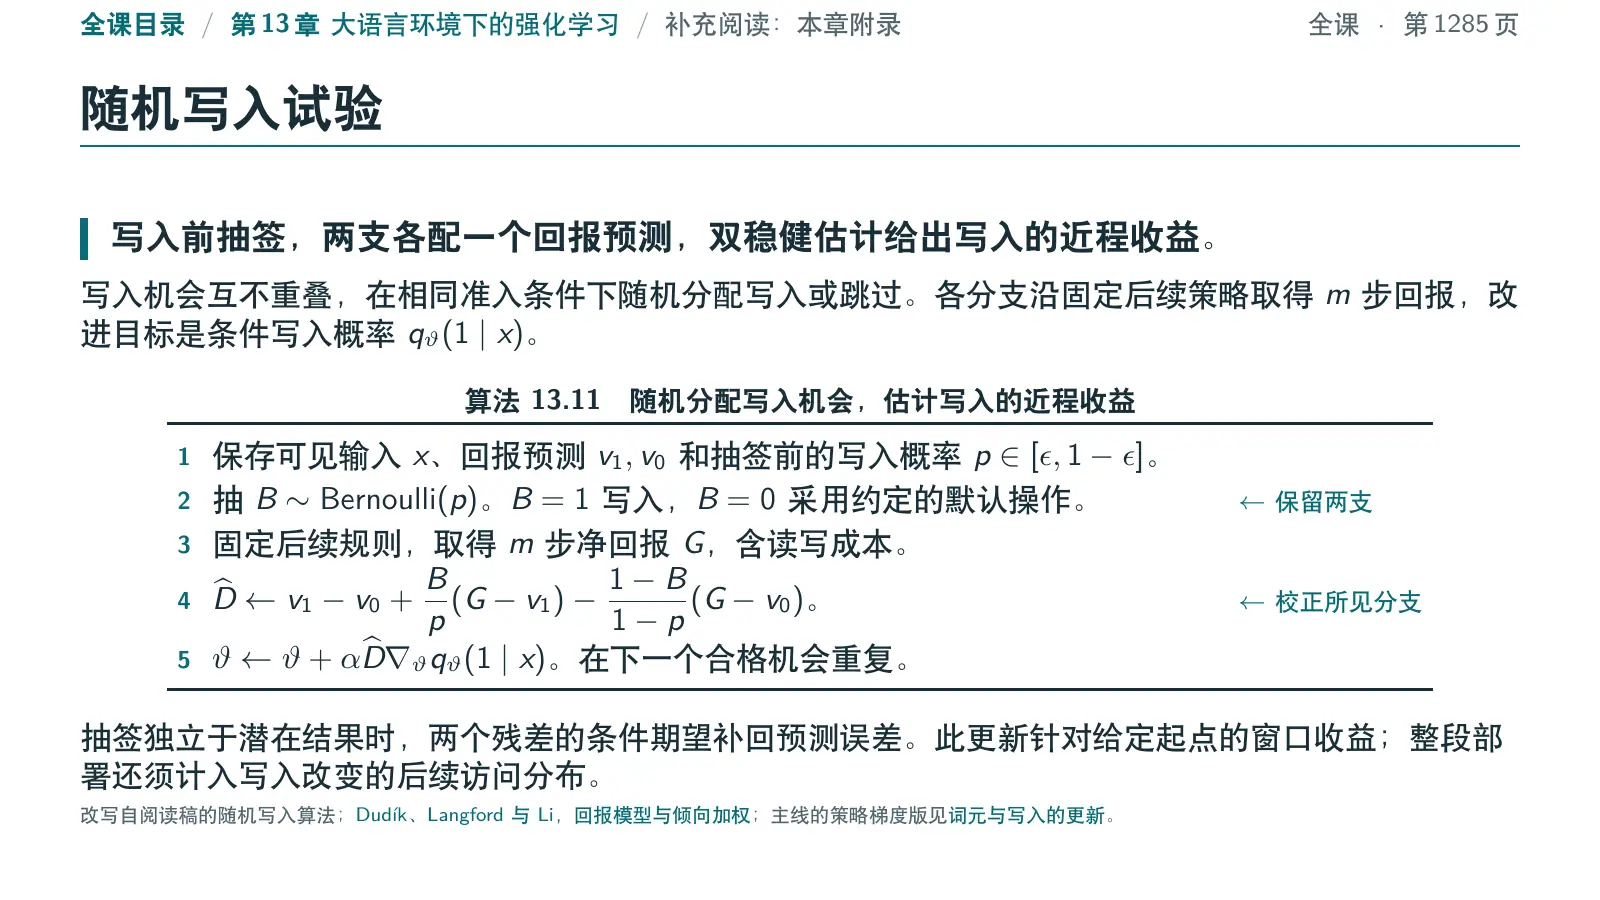 全课目录 / 第 13 章 大语言环境下的强化学习 / 补充阅读：本章附录
全课 · 第 1285 页
随机写入试验
写入前抽签，两支各配一个回报预测，双稳健估计给出写入的近程收益。
写入机会互不重叠，在相同准入条件下随机分配写入或跳过。各分支沿固定后续策略取得 m 步回报，改
进目标是条件写入概率 qϑ(1 | x)。
算法 13.11 随机分配写入机会，估计写入的近程收益
1 保存可见输入 x、回报预测 v₁, v₀ 和抽签前的写入概率 p ∈ [ϵ, 1 − ϵ]。
2 抽 B ∼ Bernoulli(p)。B = 1 写入，B = 0 采用约定的默认操作。 ← 保留两支
3 固定后续规则，取得 m 步净回报 G，含读写成本。
4 D̂ ← v₁ − v₀ + B/p (G − v₁) − (1 − B)/(1 − p) (G − v₀)。 ← 校正所见分支
5 ϑ ← ϑ + αD̂∇ϑqϑ(1 | x)。在下一个合格机会重复。
抽签独立于潜在结果时，两个残差的条件期望补回预测误差。此更新针对给定起点的窗口收益；整段部
署还须计入写入改变的后续访问分布。
改写自阅读稿的随机写入算法；Dudík、Langford 与 Li，回报模型与倾向加权；主线的策略梯度版见词元与写入的更新。